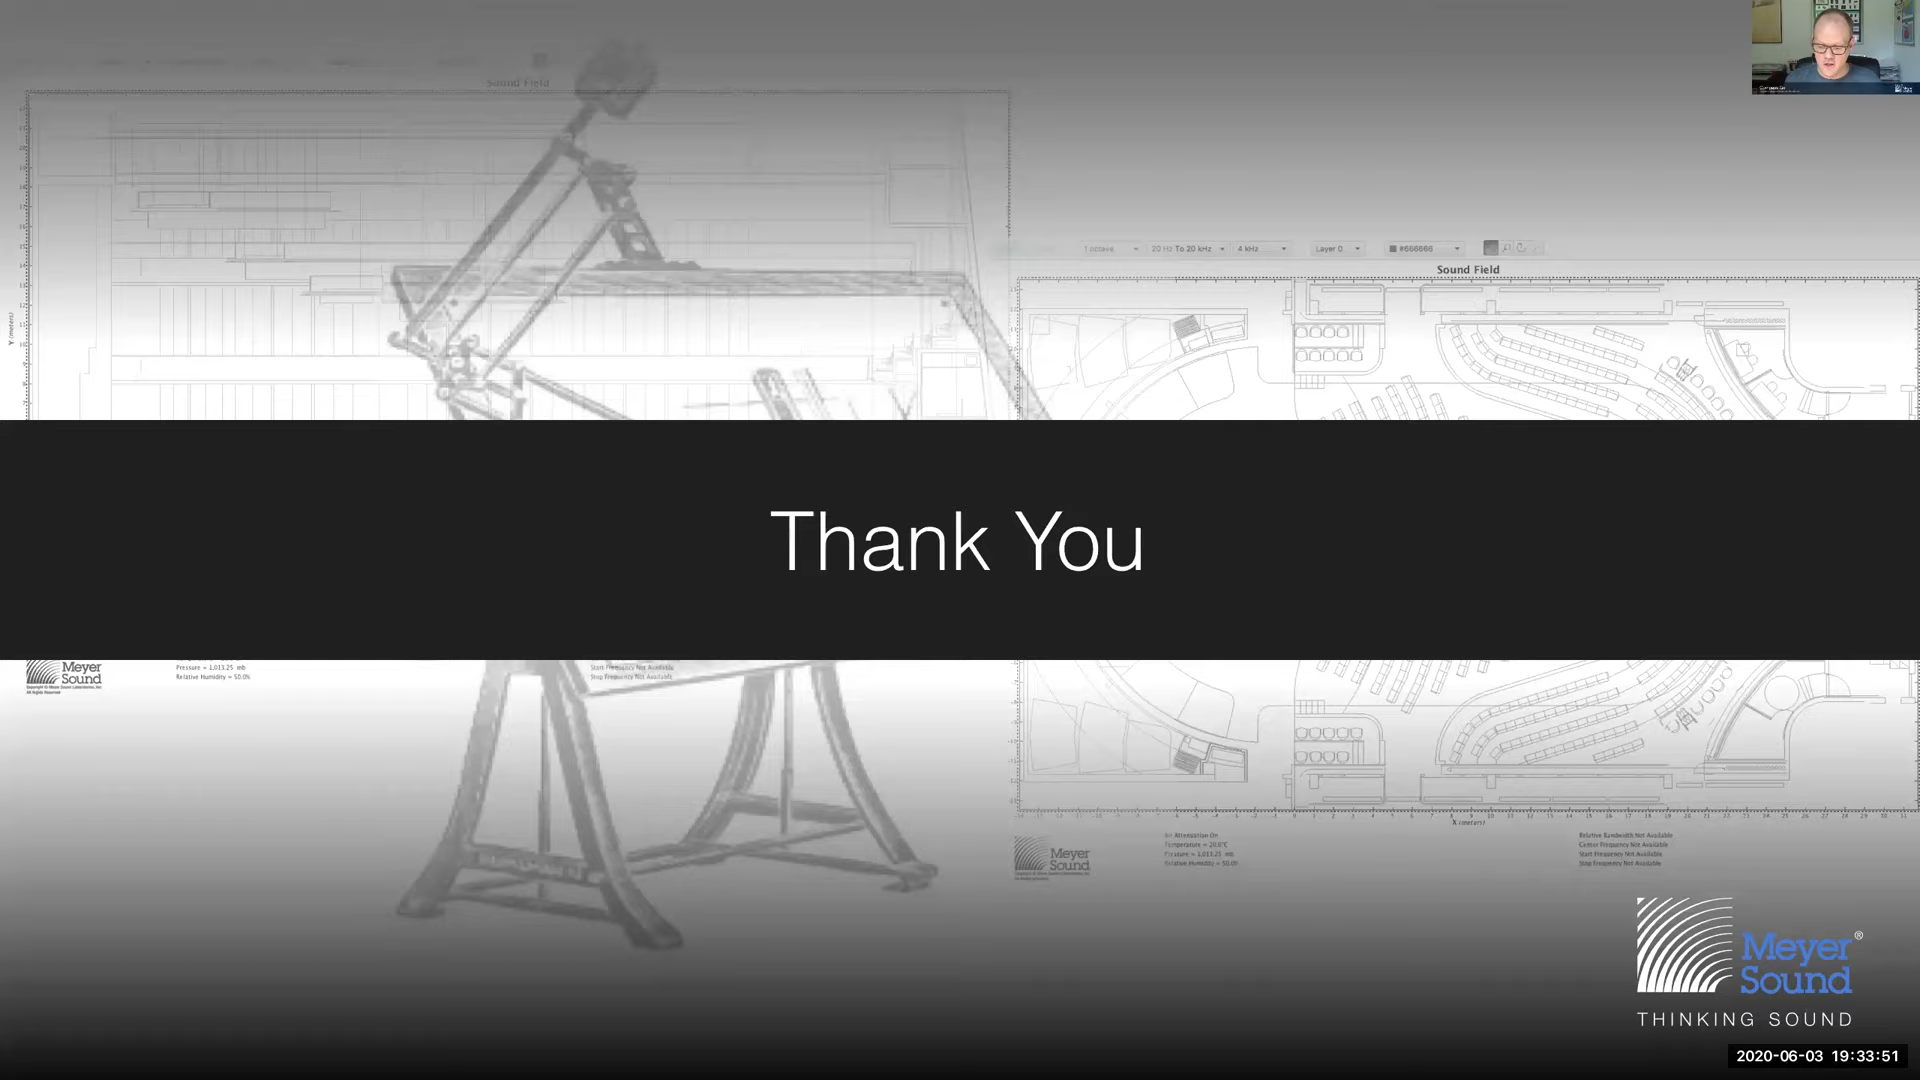 Sound Field
1 octave 20 Hz To 20 kHz 4 kHz Layer 0 #666666
Sound Field
Y (meters)
Thank You
Meyer
Sound
Pressure = 1,013.25 mb
Relative Humidity = 50.0%
Start Frequency Not Available
Stop Frequency Not Available
X (meters)
Air Attenuation On
Temperature = 20.0°C
Pressure = 1,013.25 mb
Relative Humidity = 50.0%
Relative Bandwidth Not Available
Center Frequency Not Available
Start Frequency Not Available
Stop Frequency Not Available
Meyer
Sound
Meyer®
Sound
THINKING SOUND
2020-06-03 19:33:51